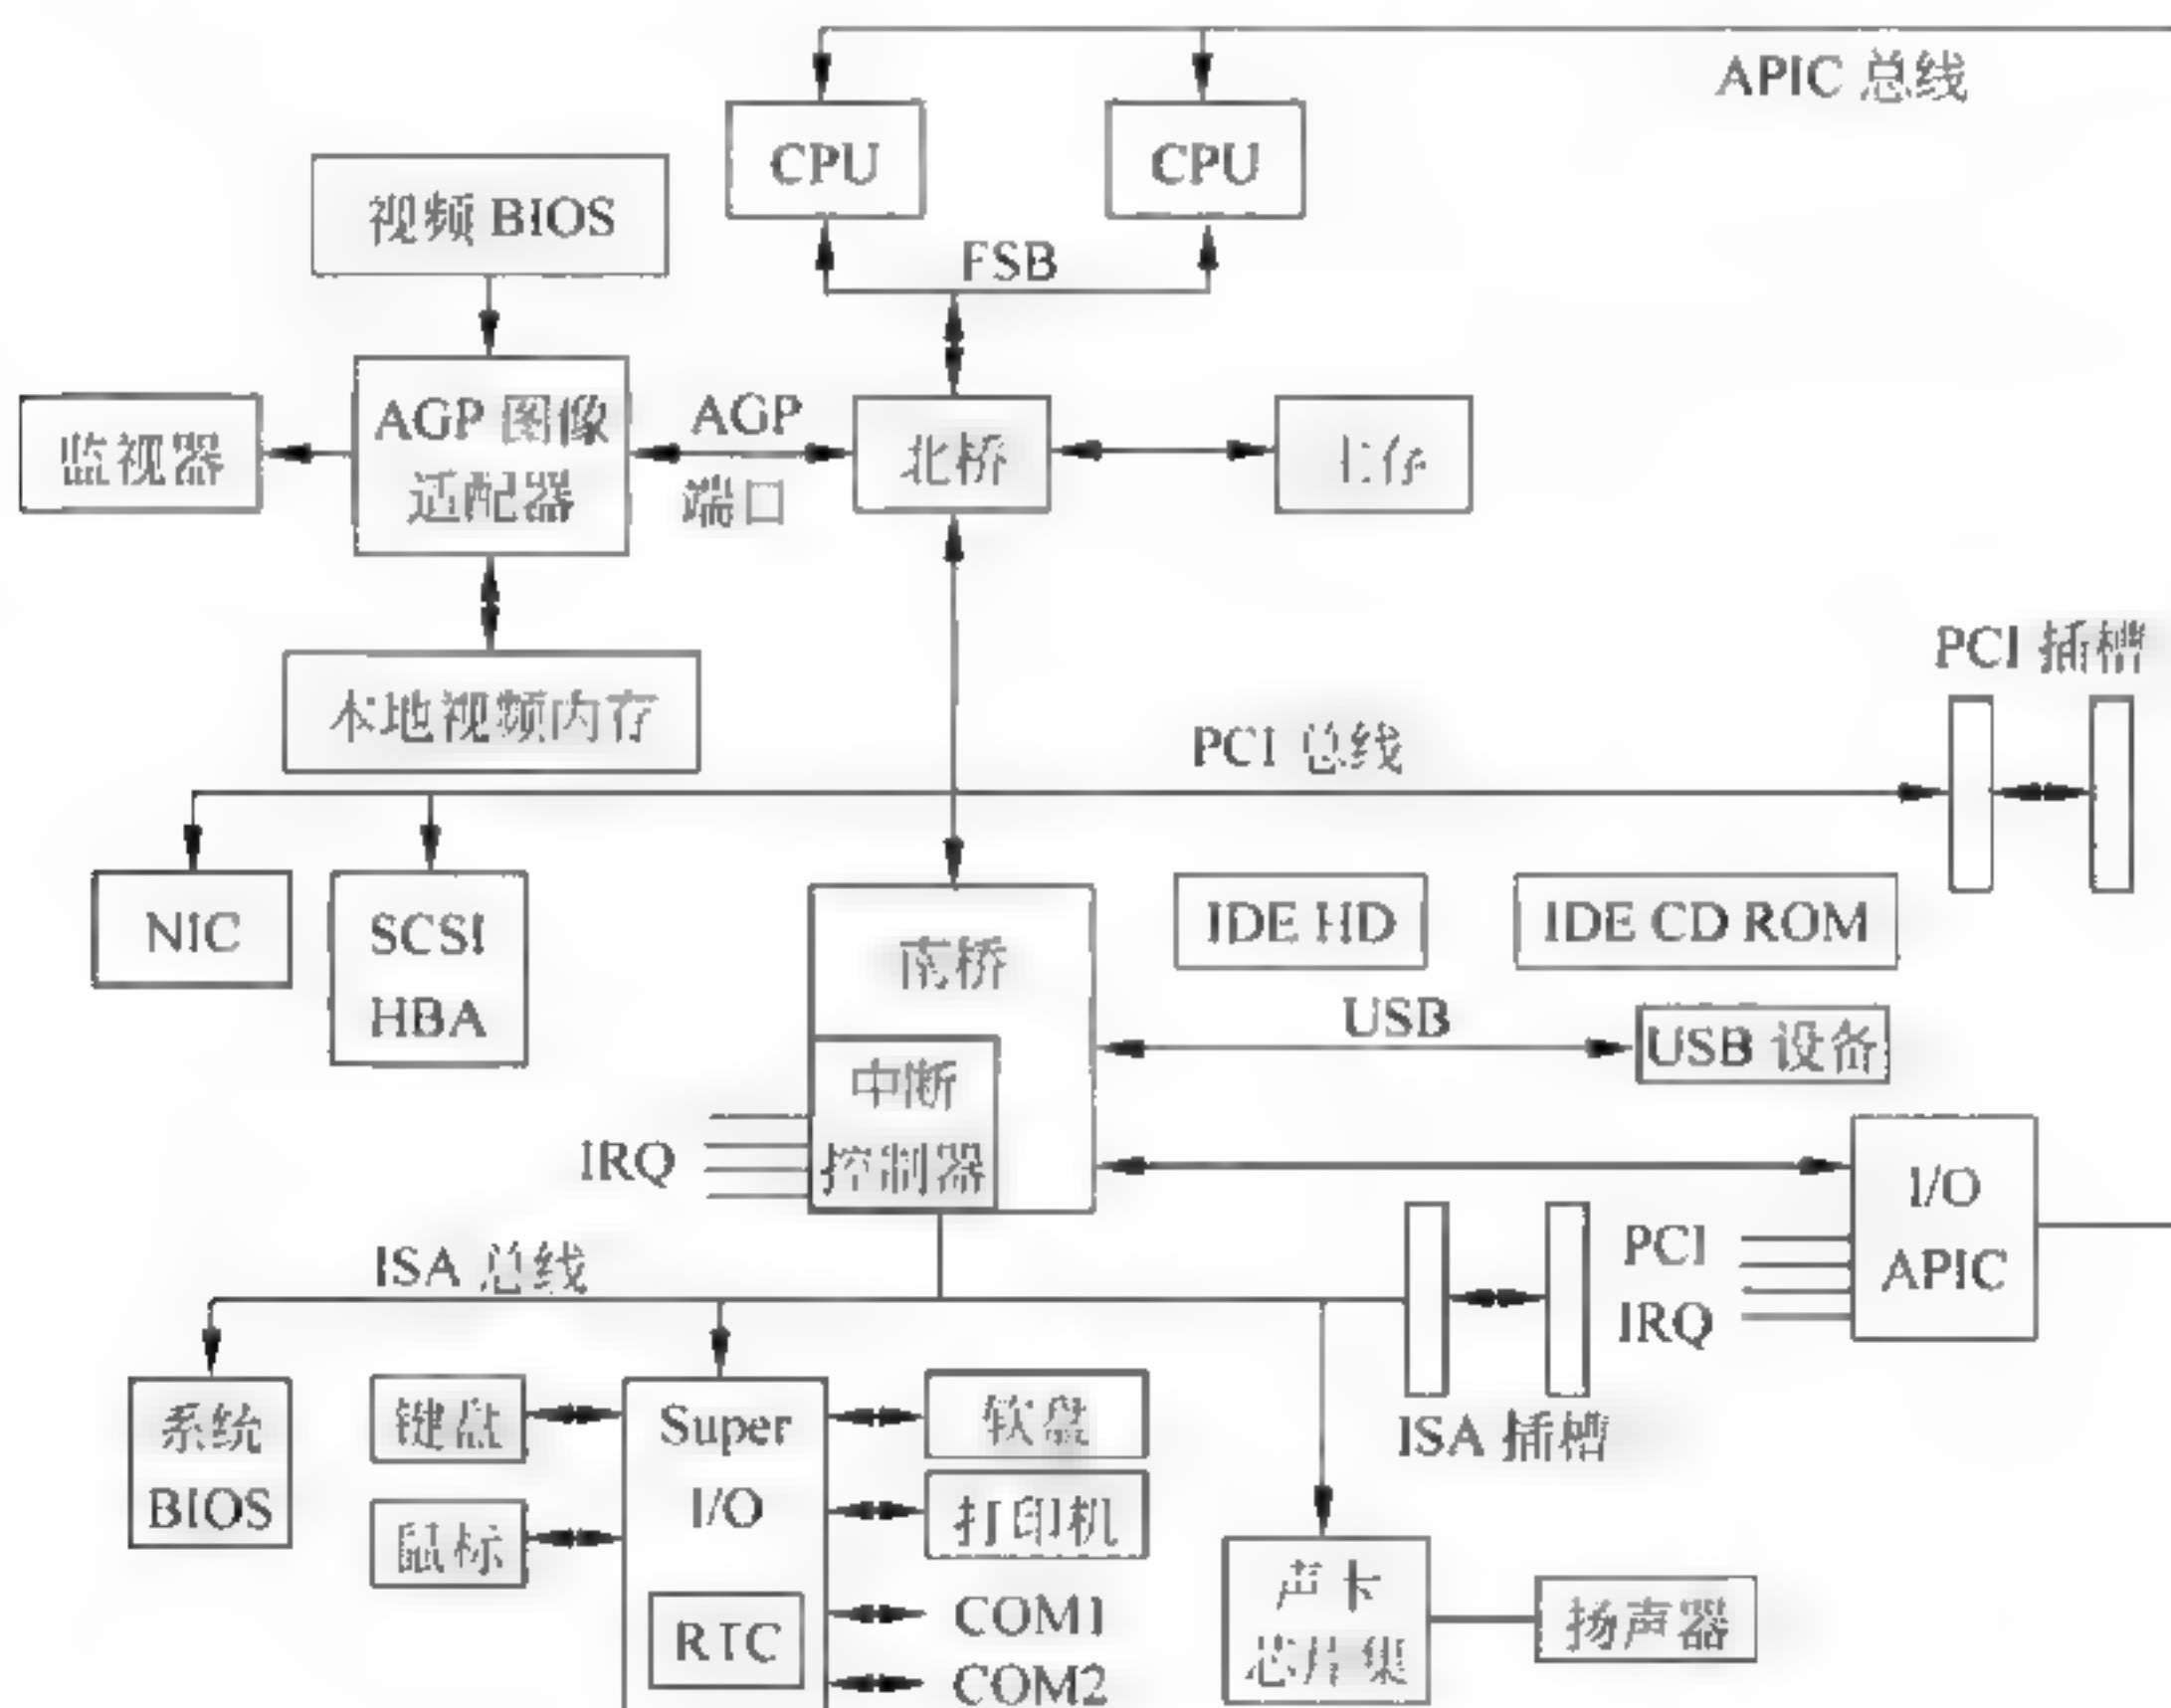 APIC 总线
CPU
CPU
视频 BIOS
FSB
AGP 图像
适配器
AGP
端口
监视器
北桥
主存
本地视频内存
PCI 插槽
PCI 总线
NIC
SCSI
HBA
南桥
IDE HD
IDE CD ROM
USB
USB 设备
中断
控制器
IRQ
I/O
APIC
PCI
IRQ
ISA 总线
ISA 插槽
系统
BIOS
键盘
鼠标
Super
I/O
RTC
软盘
打印机
COM1
COM2
声卡
芯片集
扬声器